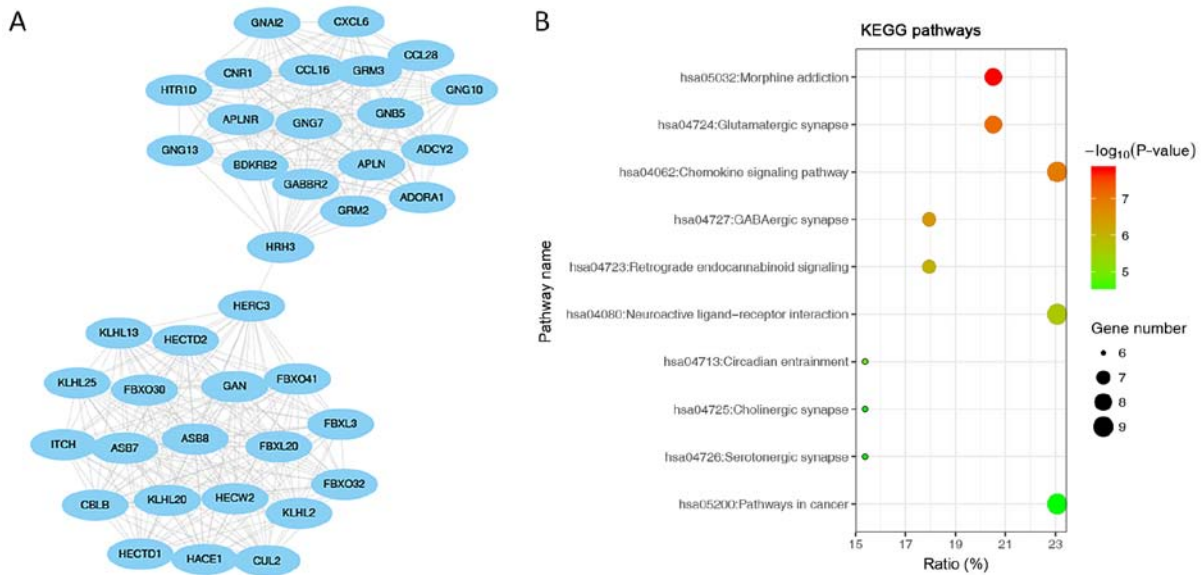 A
GNAI2
CXCL6
CCL28
CNR1
CCL16
GRM3
HTR1D
GNG10
APLNR
GNG7
GNB5
GNG13
BDKRB2
APLN
ADCY2
GABBR2
ADORA1
GRM2
HRH3
HERC3
KLHL13
HECTD2
KLHL25
FBXO30
GAN
FBXO41
FBXL3
ITCH
ASB7
ASB8
FBXL20
FBXO32
CBLB
KLHL20
HECW2
KLHL2
HECTD1
HACE1
CUL2
B
KEGG pathways
Pathway name
hsa05032:Morphine addiction
hsa04724:Glutamatergic synapse
hsa04062:Chemokino signaling pathway
hsa04727:GABAergic synapse
hsa04723:Retrograde endocannabinoid signaling
hsa04080:Neuroactive ligand−receptor interaction
hsa04713:Circadian entrainment
hsa04725:Cholinergic synapse
hsa04726:Serotonergic synapse
hsa05200:Pathways in cancer
15 17 19 21 23
Ratio (%)
−log10(P-value)
7
6
5
Gene number
6
7
8
9